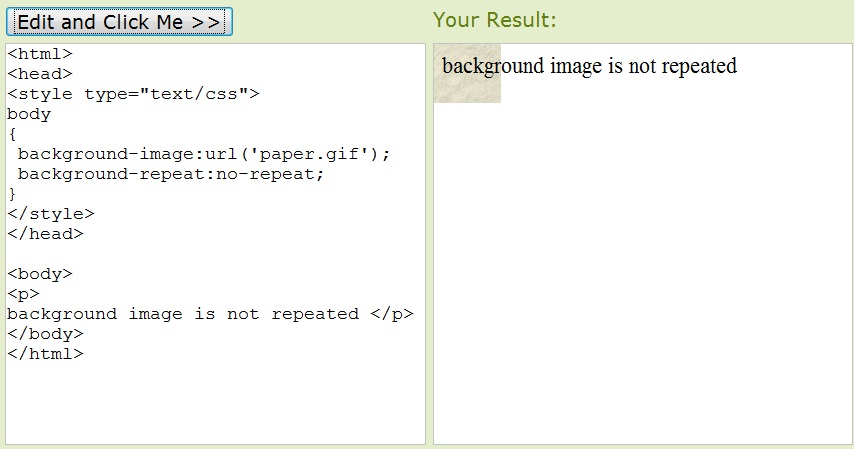 Edit and Click Me >>
Your Result:
<html>
<head>
<style type="text/css">
body
{
 background-image:url('paper.gif');
 background-repeat:no-repeat;
}
</style>
</head>

<body>
<p>
background image is not repeated </p>
</body>
</html>
background image is not repeated